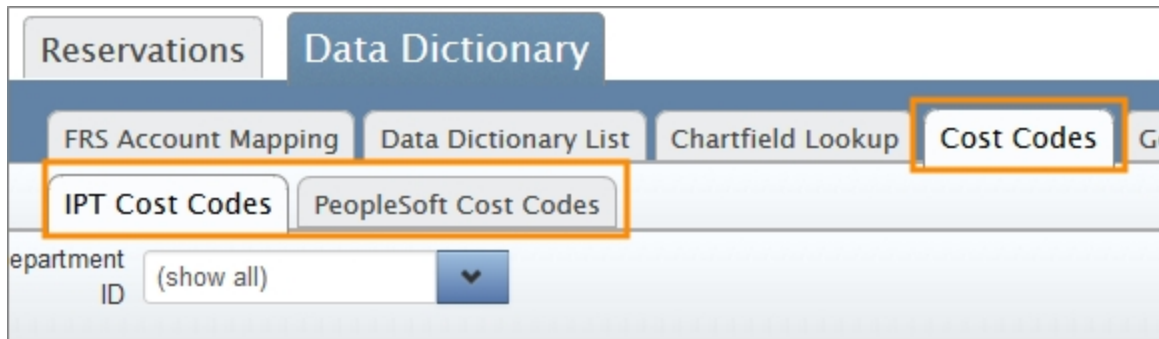 Reservations Data Dictionary
FRS Account Mapping Data Dictionary List Chartfield Lookup Cost Codes
IPT Cost Codes PeopleSoft Cost Codes
epartment (show all)
ID